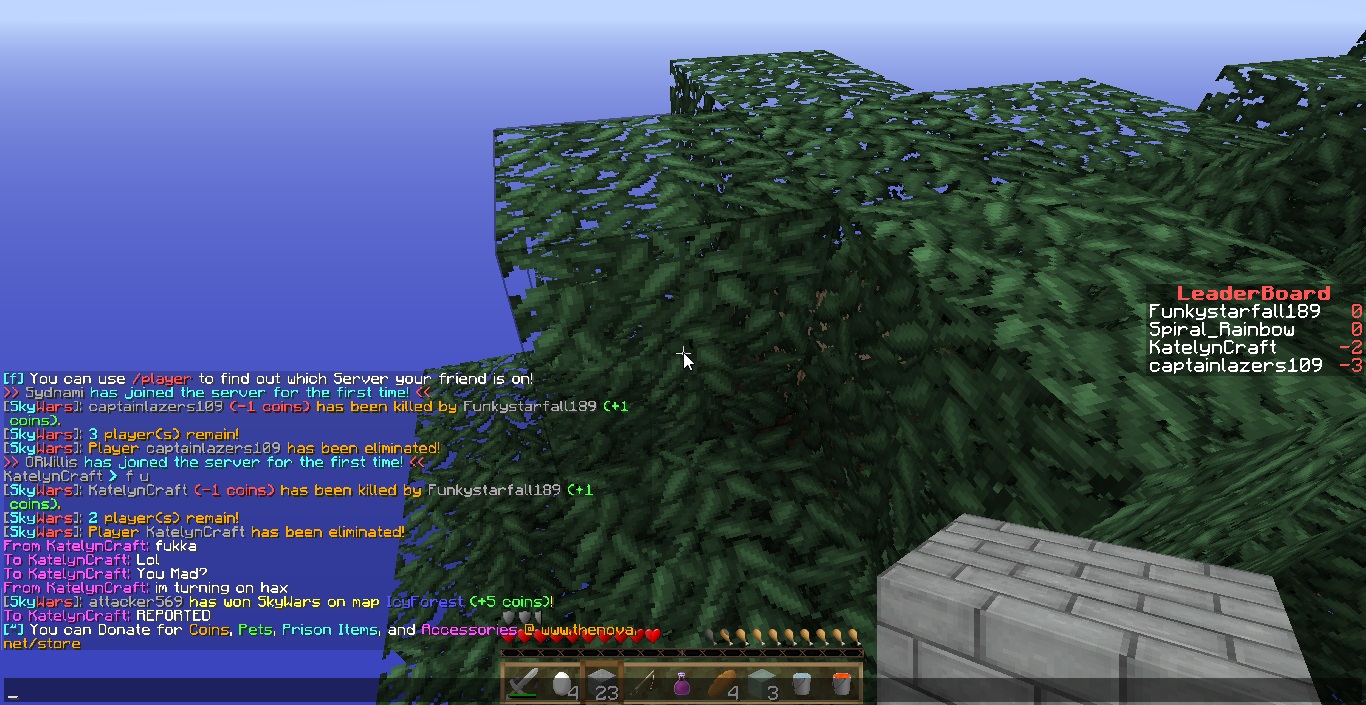 [f] You can use /player to find out which Server your friend is on!
>> Sydnami has joined the server for the first time! <<
[SkyWars]: captainlazers109 (-1 coins) has been killed by Funkystarfall189 (+1
coins).
[SkyWars]: 3 player(s) remain!
[SkyWars]: Player captainlazers109 has been eliminated!
>> ORWillis has joined the server for the first time! <<
KatelynCraft > f u
[SkyWars]: KatelynCraft (-1 coins) has been killed by Funkystarfall189 (+1
coins).
[SkyWars]: 2 player(s) remain!
[SkyWars]: Player KatelynCraft has been eliminated!
From KatelynCraft: fukka
To KatelynCraft: Lol
To KatelynCraft: You Mad?
From KatelynCraft: im turning on hax
[SkyWars]: attacker569 has won SkyWars on map IcyForest (+5 coins)!
To KatelynCraft: REPORTED
[*] You can Donate for Coins, Pets, Prison Items, and Accessories @ www.thenova.
net/store
_
LeaderBoard
Funkystarfall189 0
Spiral_Rainbow 0
KatelynCraft -2
captainlazers109 -3
4 23 4 3